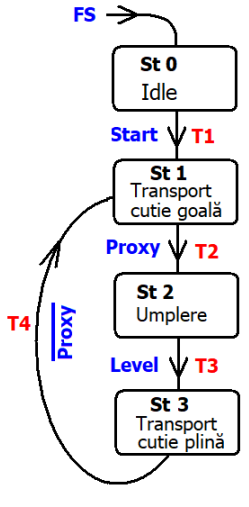 FS
St 0
Idle
Start T1
St 1
Transport
cutie goală
Proxy T2
St 2
Umplere
T4 Proxy
Level T3
St 3
Transport
cutie plină